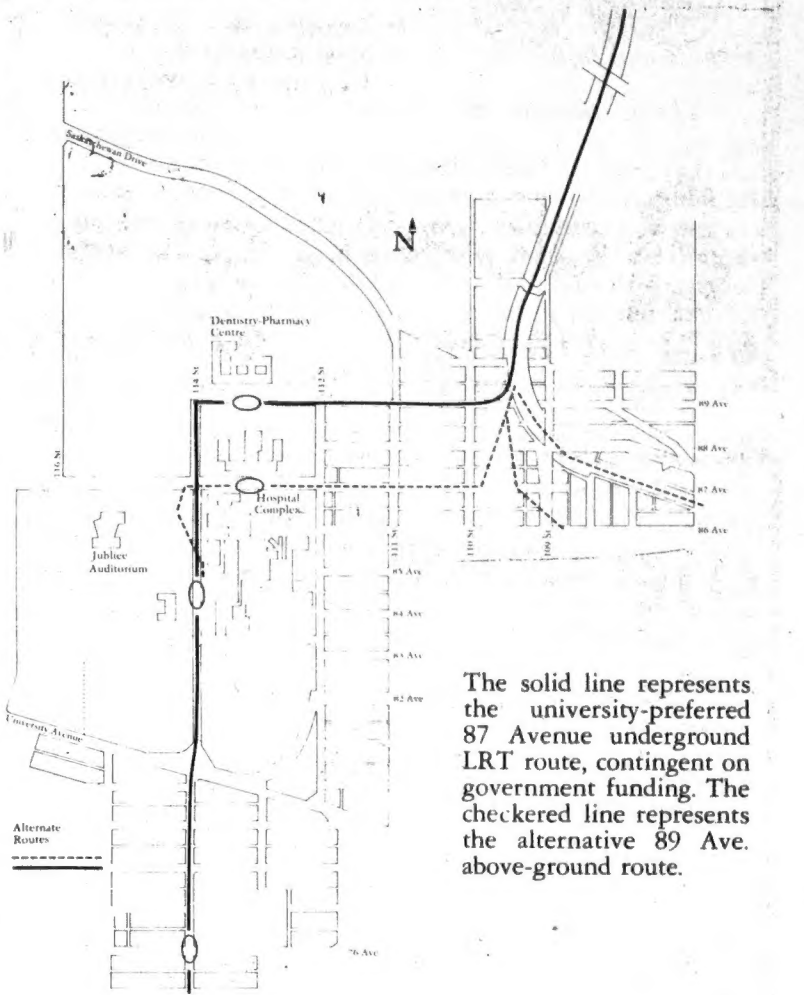 Saskatchewan Drive
N
Dentistry-Pharmacy
Centre
114 St
112 St
116 St
89 Ave
88 Ave
87 Ave
86 Ave
Hospital
Complex
Jubliee
Auditorium
111 St
110 St
109 St
85 Ave
84 Ave
83 Ave
82 Ave
University Avenue
Alternate
Routes
76 Ave
The solid line represents
the university-preferred
87 Avenue underground
LRT route, contingent on
government funding. The
checkered line represents
the alternative 89 Ave.
above-ground route.